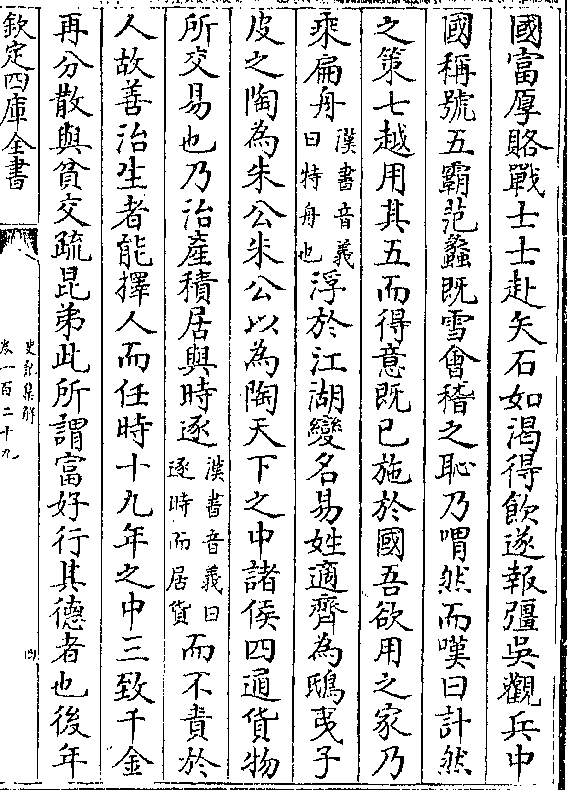 國富厚賂戰士士赴矢石如渴得飲遂報彊吳觀兵中
國稱號五霸范蠡既雪會稽之恥乃喟然而嘆曰計然
之策七越用其五而得意既已施於國吾欲用之家乃
乘扁舟漢書音義曰特舟也浮於江湖變名易姓適齊為鴟夷子
皮之陶為朱公朱公以為陶天下之中諸侯四通貨物
所交易也乃治產積居與時逐漢書音義曰逐時而居貨而不責於
人故善治生者能擇人而任時十九年之中三致千金
再分散與貧交疏昆弟此所謂富好行其德者也後年
欽定四庫全書
史記集解
卷一百二十九